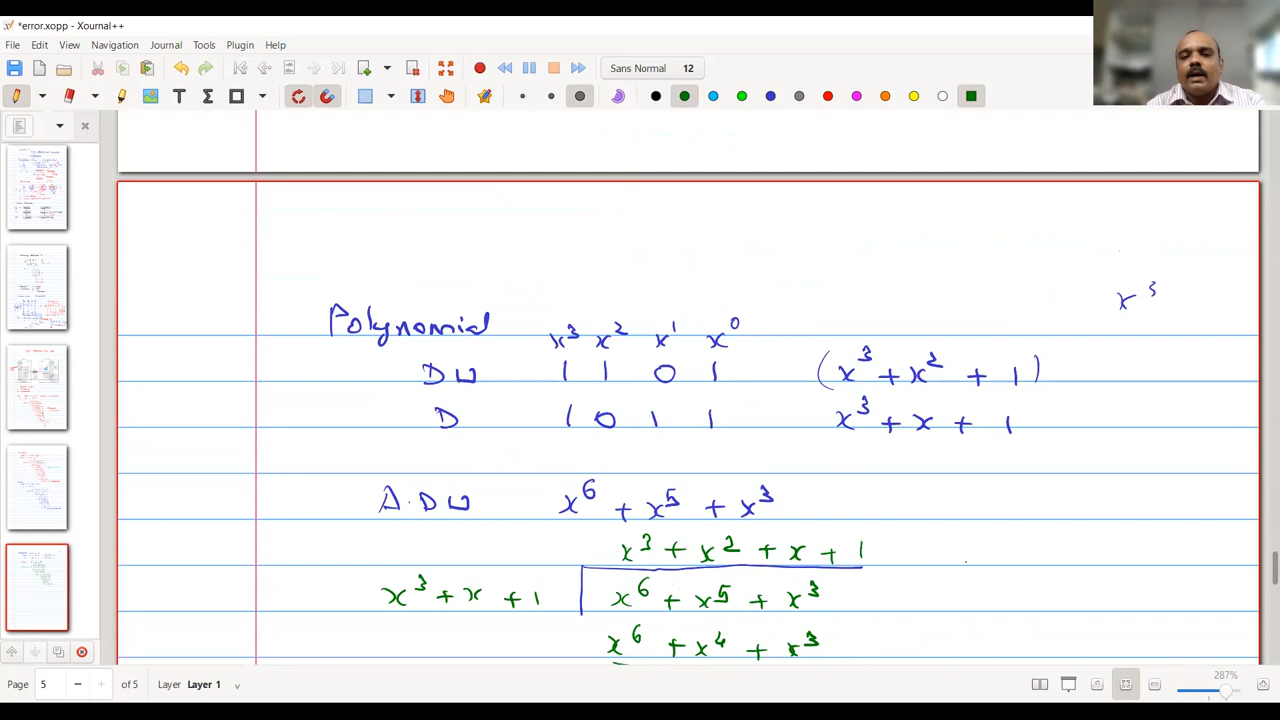 *error.xopp - Xournal++
File Edit View Navigation Journal Tools Plugin Help
Sans Normal 12
x³
Polynomial x³ x² x¹ x⁰
DW 1 1 0 1 (x³ + x² + 1)
D 1 0 1 1 x³ + x + 1
A.DW x⁶ + x⁵ + x³
x³ + x² + x + 1
x³ + x + 1 x⁶ + x⁵ + x³
x⁶ + x⁴ + x³
Page 5 of 5 Layer Layer 1 287%